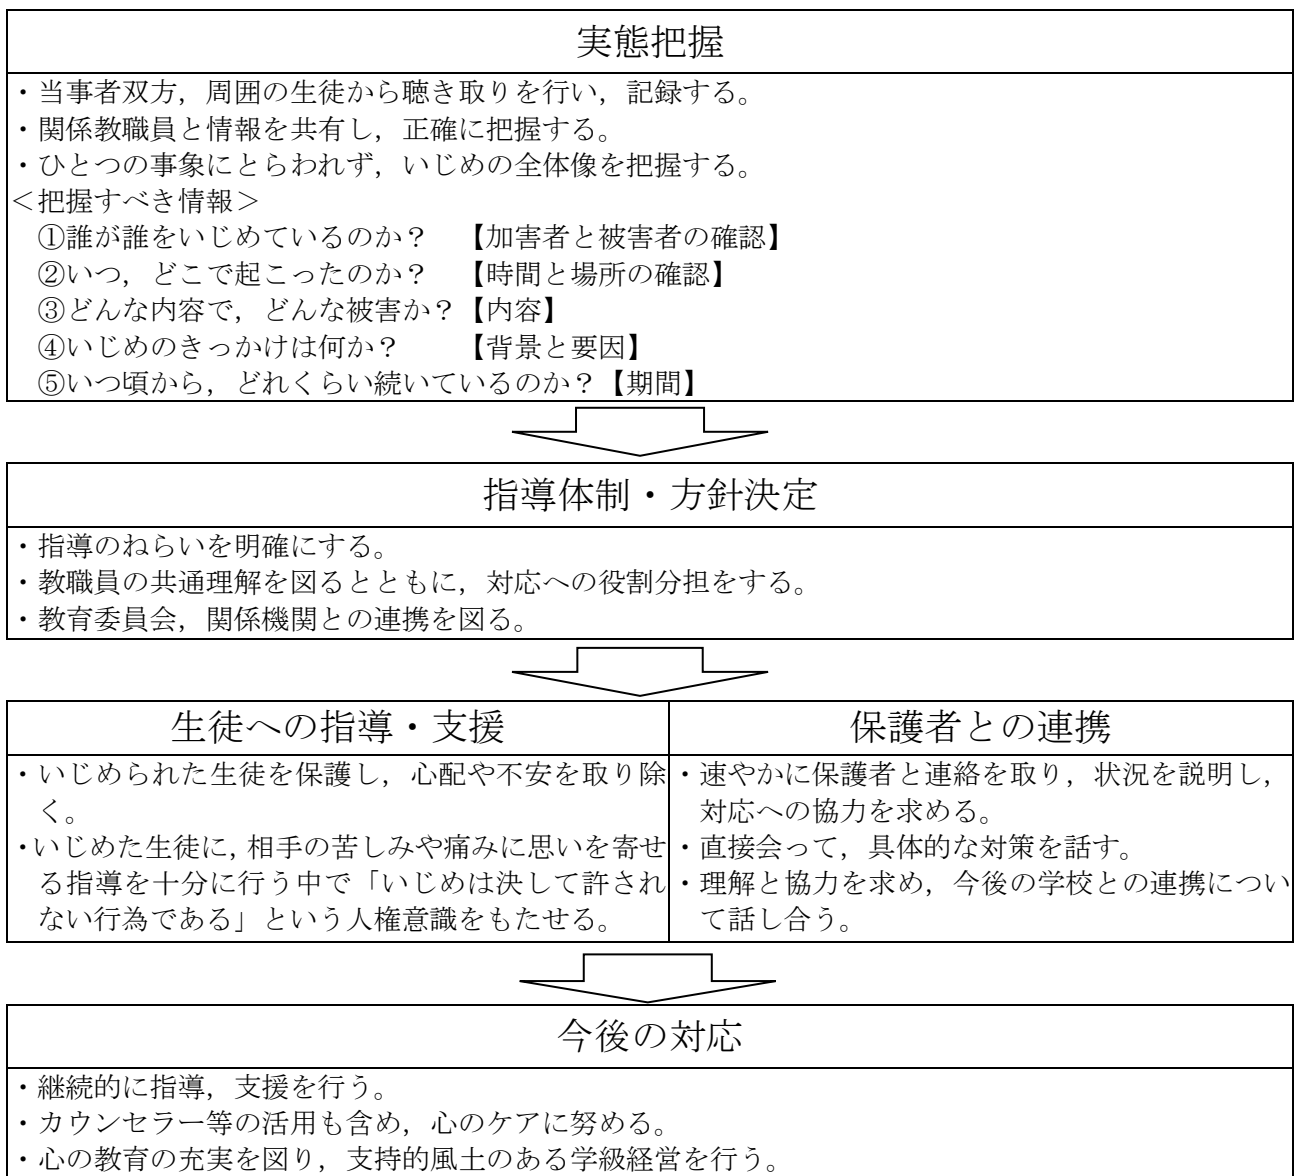 実態把握
・当事者双方，周囲の生徒から聴き取りを行い，記録する。
・関係教職員と情報を共有し，正確に把握する。
・ひとつの事象にとらわれず，いじめの全体像を把握する。
＜把握すべき情報＞
①誰が誰をいじめているのか？　【加害者と被害者の確認】
②いつ，どこで起こったのか？　【時間と場所の確認】
③どんな内容で，どんな被害か？【内容】
④いじめのきっかけは何か？　　【背景と要因】
⑤いつ頃から，どれくらい続いているのか？【期間】
指導体制・方針決定
・指導のねらいを明確にする。
・教職員の共通理解を図るとともに，対応への役割分担をする。
・教育委員会，関係機関との連携を図る。
生徒への指導・支援
・いじめられた生徒を保護し，心配や不安を取り除
く。
・いじめた生徒に，相手の苦しみや痛みに思いを寄せ
る指導を十分に行う中で「いじめは決して許され
ない行為である」という人権意識をもたせる。
保護者との連携
・速やかに保護者と連絡を取り，状況を説明し，
対応への協力を求める。
・直接会って，具体的な対策を話す。
・理解と協力を求め，今後の学校との連携につい
て話し合う。
今後の対応
・継続的に指導，支援を行う。
・カウンセラー等の活用も含め，心のケアに努める。
・心の教育の充実を図り，支持的風土のある学級経営を行う。